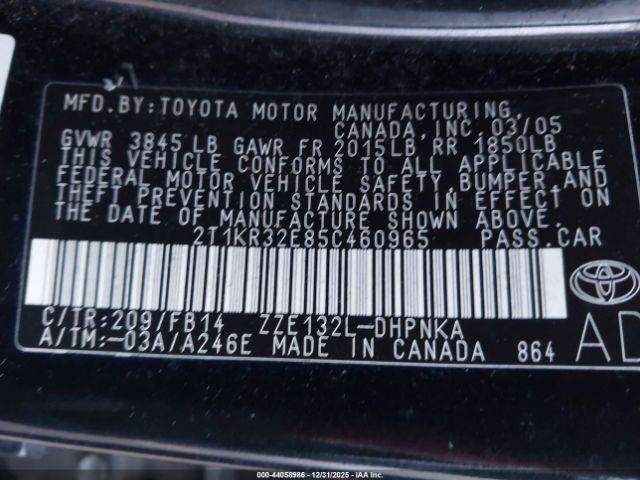 MFD.BY:TOYOTA MOTOR MANUFACTURING,
CANADA,INC.03/05
GVWR 3845 LB GAWR FR 2015LB RR 1850LB
THIS VEHICLE CONFORMS TO ALL APPLICABLE
FEDERAL MOTOR VEHICLE SAFETY,BUMPER,AND
THEFT PREVENTION STANDARDS IN EFFECT ON
THE DATE OF MANUFACTURE SHOWN ABOVE.
2T1KR32E85C460965 PASS.CAR
C/TR:209/FB14 ZZE132L-DHPNKA
A/TM:-03A/A246E MADE IN CANADA 864
AD
TOYOTA
© 12-44058986 - 12/31/2025 - IAA Inc.